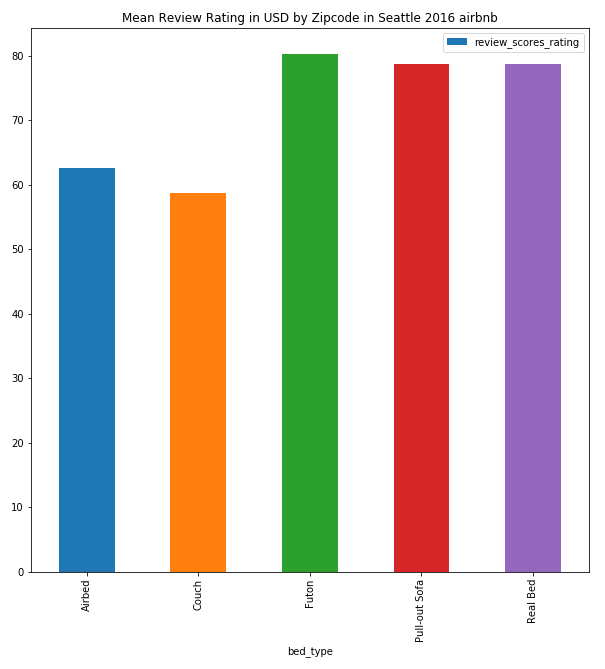 Mean Review Rating in USD by Zipcode in Seattle 2016 airbnb
review_scores_rating
80
70
60
50
40
30
20
10
0
Airbed
Couch
Futon
Pull-out Sofa
Real Bed
bed_type